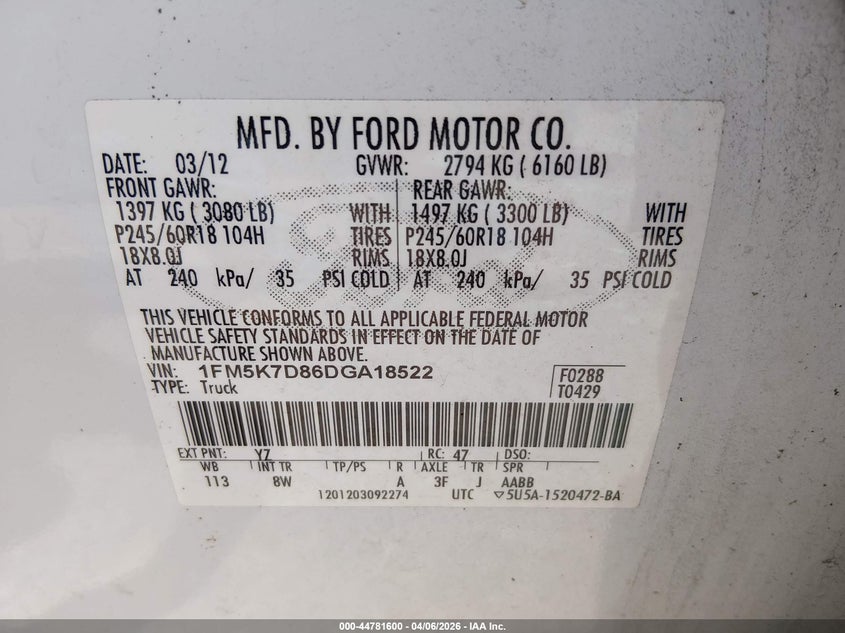 MFD. BY FORD MOTOR CO.
DATE: 03/12 GVWR: 2794 KG ( 6160 LB)
FRONT GAWR: REAR GAWR:
1397 KG ( 3080 LB) WITH 1497 KG ( 3300 LB) WITH
P245/60R18 104H TIRES P245/60R18 104H TIRES
18X8.0J RIMS 18X8.0J RIMS
AT 240 kPa/ 35 PSI COLD AT 240 kPa/ 35 PSI COLD
THIS VEHICLE CONFORMS TO ALL APPLICABLE FEDERAL MOTOR
VEHICLE SAFETY STANDARDS IN EFFECT ON THE DATE OF
MANUFACTURE SHOWN ABOVE.
VIN: 1FM5K7D86DGA18522 F0288
TYPE: Truck T0429
EXT PNT: YZ RC: 47 DSO:
WB INT TR TP/PS R AXLE TR SPR
113 8W A 3F J AABB
1201203092274 UTC ▽5U5A-1520472-BA
000-44781600 - 04/06/2026 - IAA Inc.